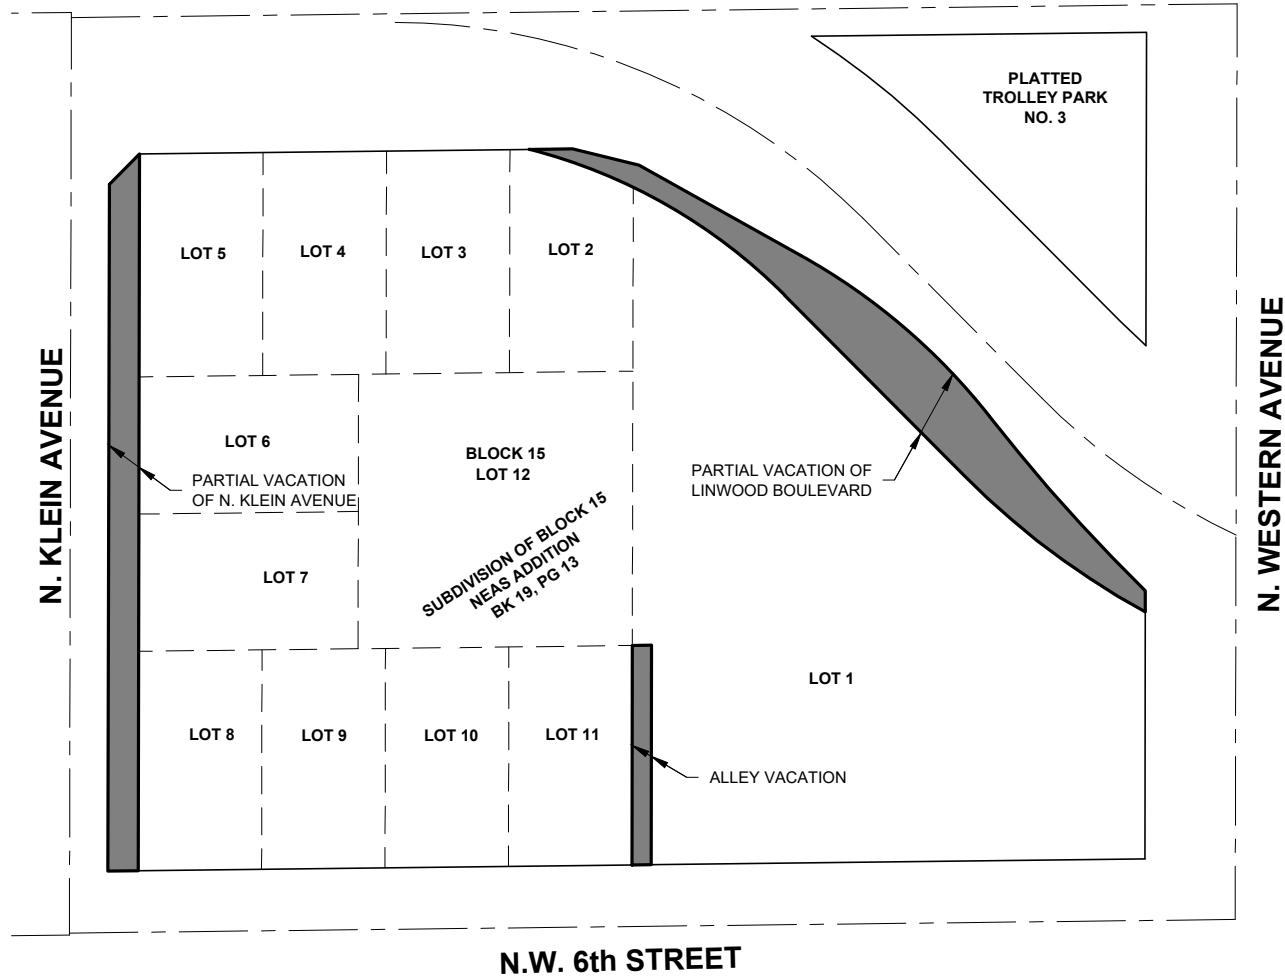 PLATTED
TROLLEY PARK
NO. 3
LOT 5
LOT 4
LOT 3
LOT 2
N. KLEIN AVENUE
N. WESTERN AVENUE
LOT 6
PARTIAL VACATION
OF N. KLEIN AVENUE
BLOCK 15
LOT 12
PARTIAL VACATION OF
LINWOOD BOULEVARD
SUBDIVISION OF BLOCK 15
NEAS ADDITION
BK 19, PG 13
LOT 7
LOT 1
LOT 8
LOT 9
LOT 10
LOT 11
ALLEY VACATION
N.W. 6th STREET